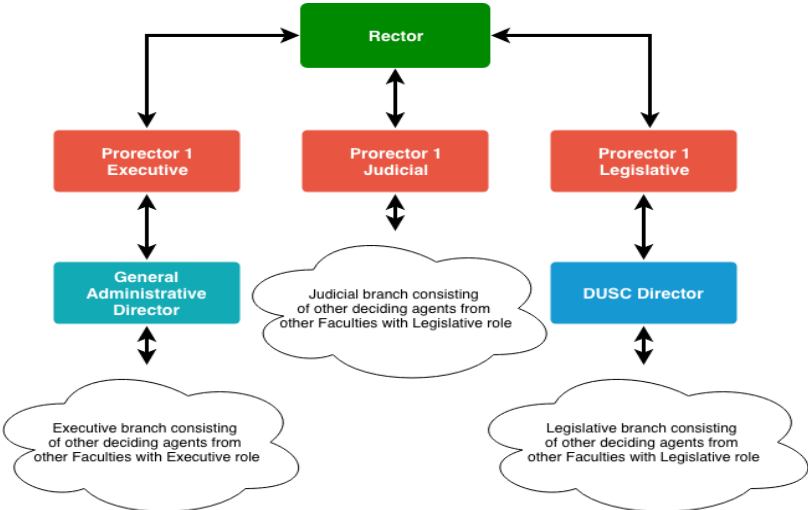 Rector
Prorector 1
Executive
Prorector 1
Judicial
Prorector 1
Legislative
General
Administrative
Director
Judicial branch consisting
of other deciding agents from
other Faculties with Legislative role
DUSC Director
Executive branch consisting
of other deciding agents from
other Faculties with Executive role
Legislative branch consisting
of other deciding agents from
other Faculties with Legislative role